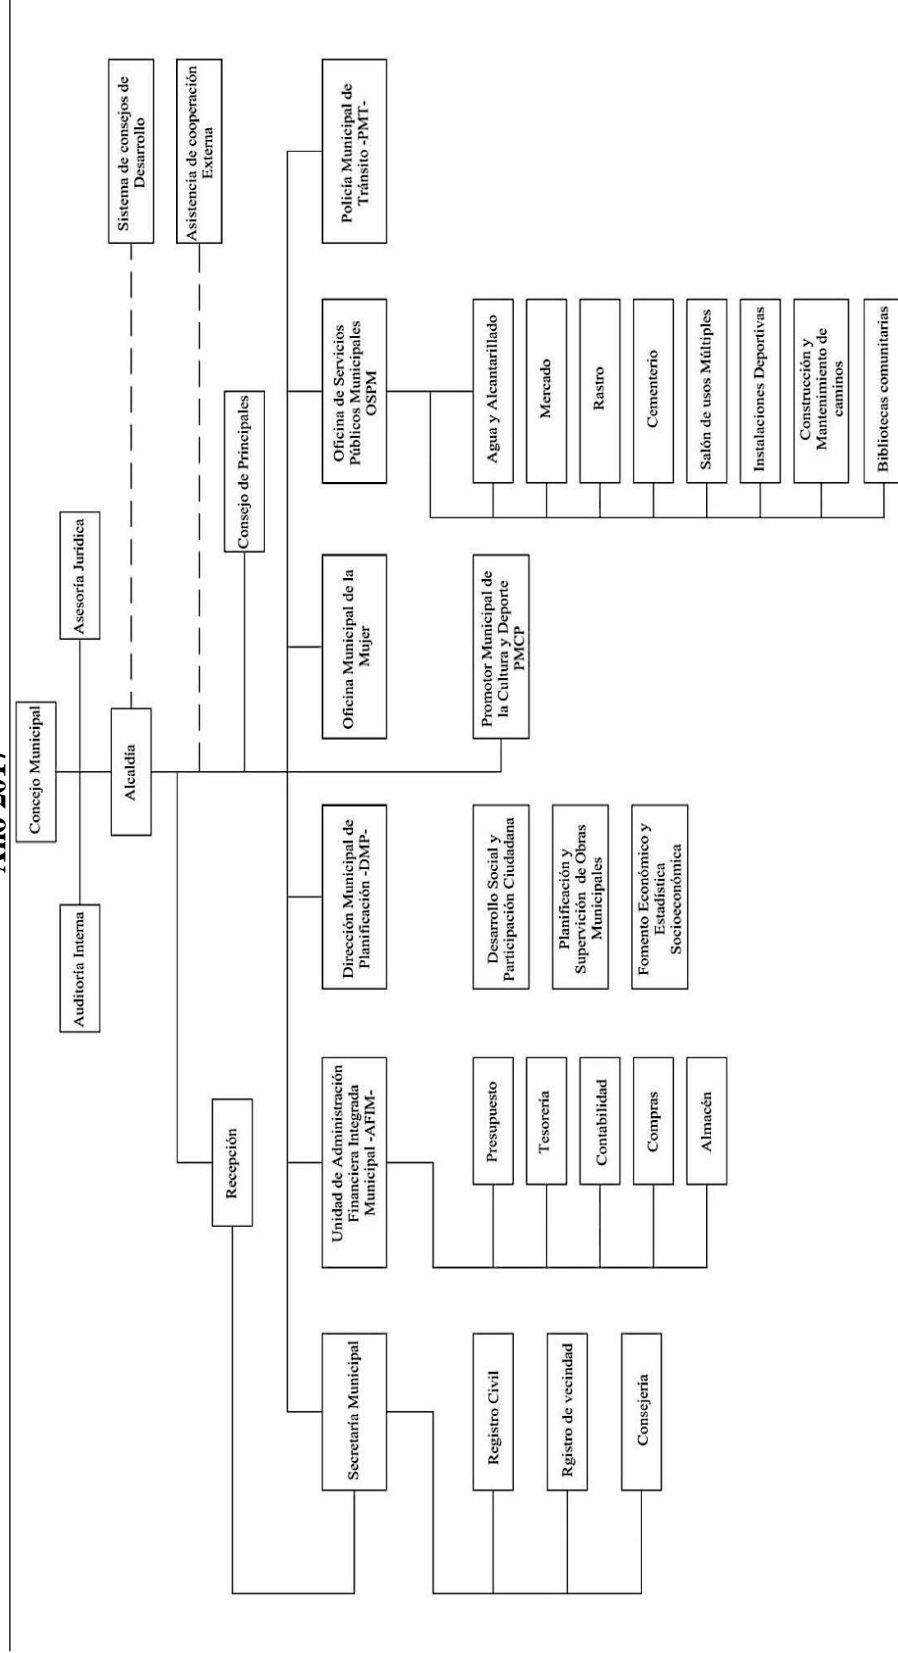 Año 2017
Concejo Municipal
Auditoría Interna
Asesoría Jurídica
Alcaldía
Sistema de consejos de
Desarrollo
Asistencia de cooperación
Externa
Recepción
Consejo de Principales
Secretaría Municipal
Unidad de Administración
Financiera Integrada
Municipal -AFIM-
Dirección Municipal de
Planificación -DMP-
Oficina Municipal de la
Mujer
Oficina de Servicios
Públicos Municipales
OSPM
Policía Municipal de
Tránsito -PMT-
Registro Civil
Rgistro de vecindad
Consejería
Presupuesto
Tesorería
Contabilidad
Compras
Almacén
Desarrollo Social y
Participación Ciudadana
Planificación y
Supervición de Obras
Municipales
Fomento Económico y
Estadística
Socioeconómica
Promotor Municipal de
la Cultura y Deporte
PMCP
Agua y Alcantarillado
Mercado
Rastro
Cementerio
Salón de usos Múltiples
Instalaciones Deportivas
Construcción y
Mantenimiento de
caminos
Bibliotecas comunitarias